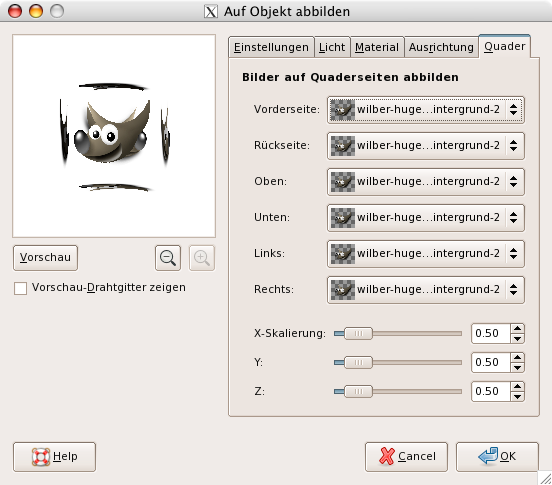 Auf Objekt abbilden
Einstellungen Licht Material Ausrichtung Quader
Bilder auf Quaderseiten abbilden
Vorderseite: wilber-huge...intergrund-2
Rückseite: wilber-huge...intergrund-2
Oben: wilber-huge...intergrund-2
Unten: wilber-huge...intergrund-2
Links: wilber-huge...intergrund-2
Rechts: wilber-huge...intergrund-2
X-Skalierung: 0.50
Y: 0.50
Z: 0.50
Vorschau
Vorschau-Drahtgitter zeigen
Help Cancel OK